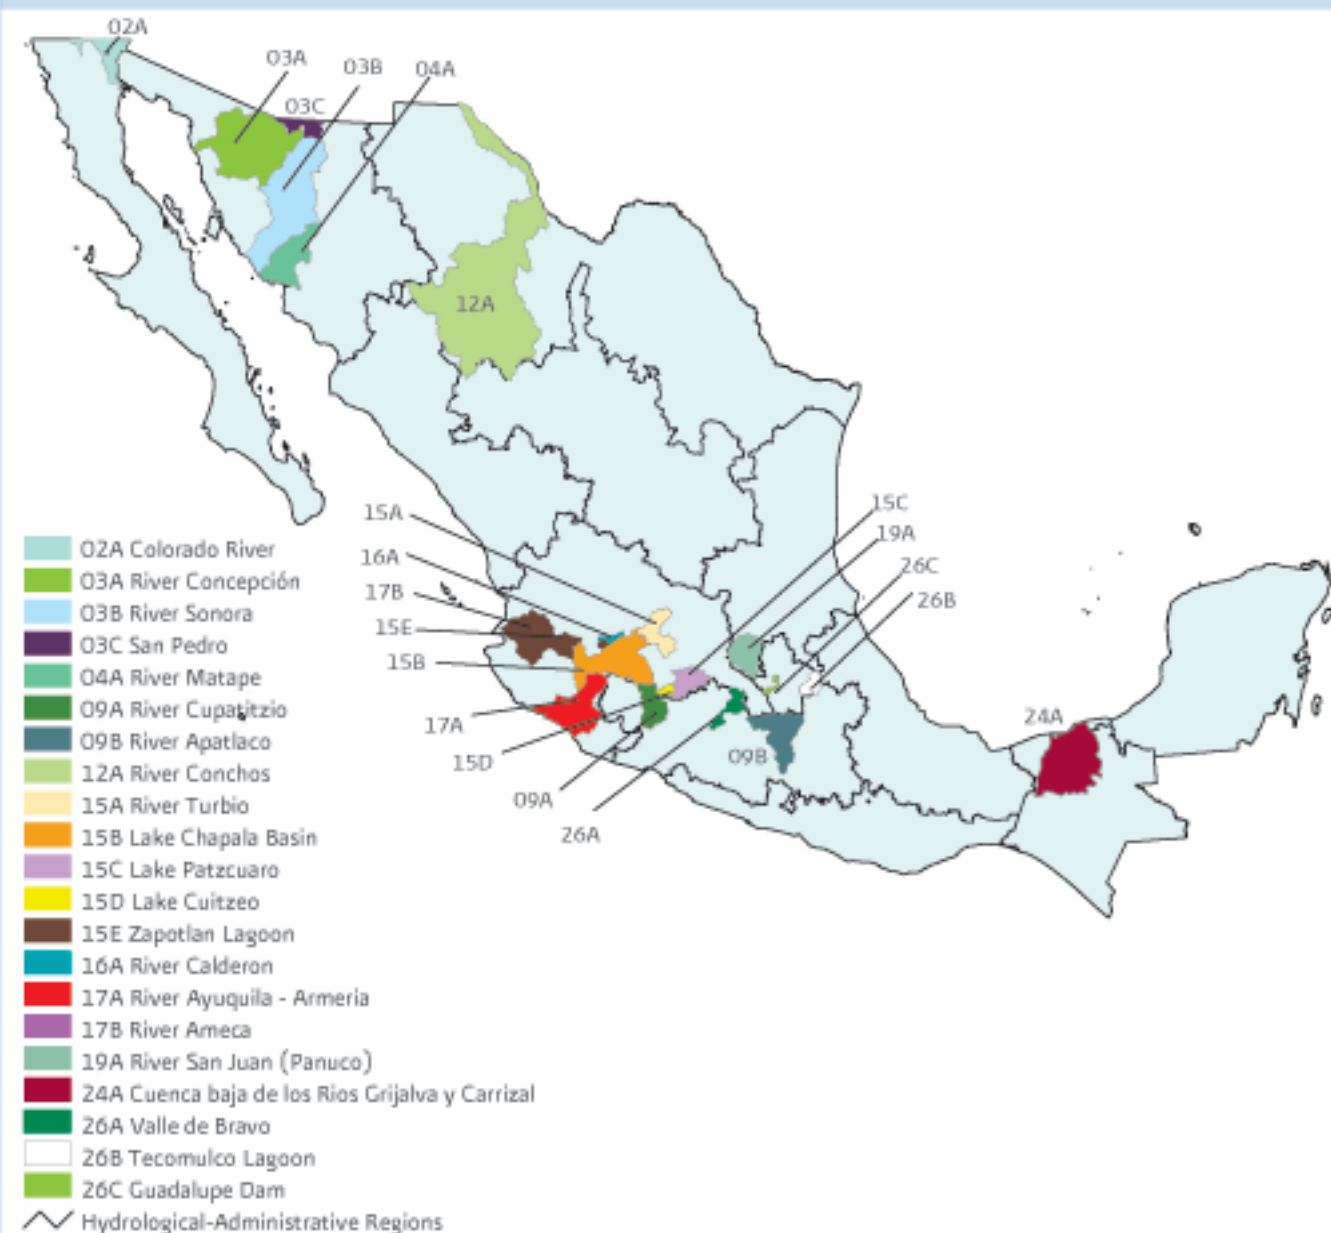 02A
03A
03B
04A
03C
12A
15A
15C
19A
16A
26C
17B
26B
15E
15B
24A
17A
09B
15D
09A
26A
02A Colorado River
03A River Concepción
03B River Sonora
03C San Pedro
04A River Matape
09A River Cupatitzio
09B River Apatlaco
12A River Conchos
15A River Turbio
15B Lake Chapala Basin
15C Lake Patzcuaro
15D Lake Cuitzeo
15E Zapotlan Lagoon
16A River Calderon
17A River Ayuquila - Armeria
17B River Ameca
19A River San Juan (Panuco)
24A Cuenca baja de los Rios Grijalva y Carrizal
26A Valle de Bravo
26B Tecomulco Lagoon
26C Guadalupe Dam
Hydrological-Administrative Regions